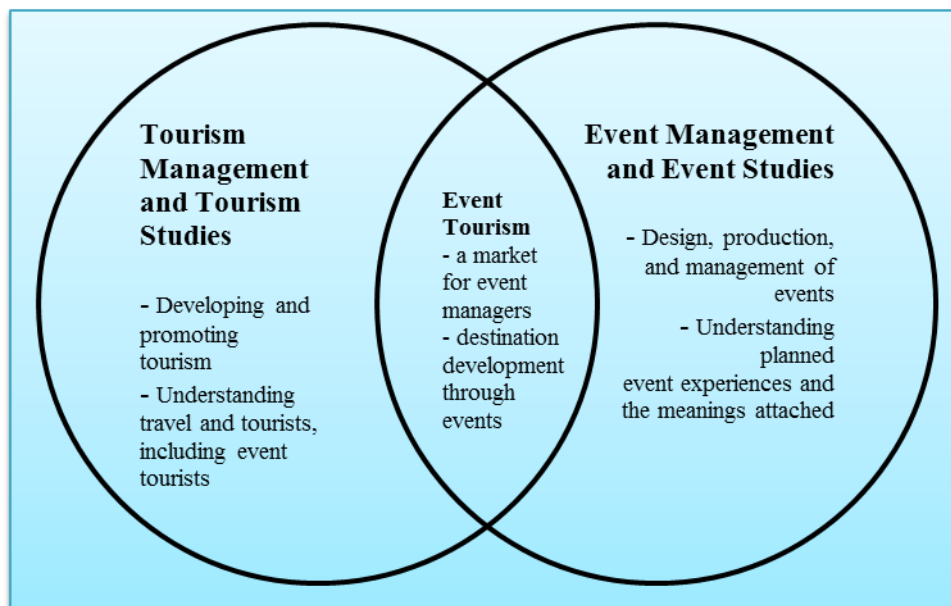 Tourism
Management
and Tourism
Studies
- Developing and
promoting
tourism
- Understanding
travel and tourists,
including event
tourists
Event
Tourism
- a market
for event
managers
- destination
development
through
events
Event Management
and Event Studies
- Design, production,
and management of
events
- Understanding
planned
event experiences and
the meanings attached